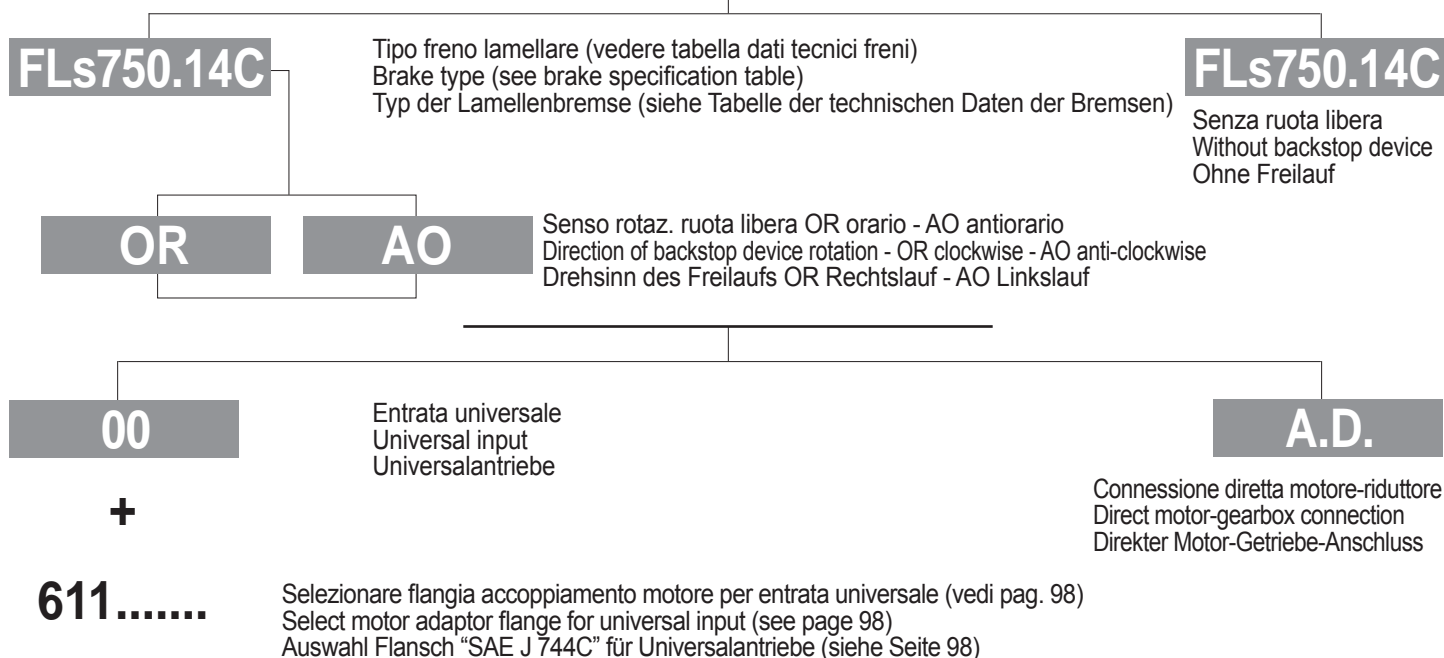 FLs750.14C
Tipo freno lamellare (vedere tabella dati tecnici freni)
Brake type (see brake specification table)
Typ der Lamellenbremse (siehe Tabelle der technischen Daten der Bremsen)
FLs750.14C
Senza ruota libera
Without backstop device
Ohne Freilauf
OR
AO
Senso rotaz. ruota libera OR orario - AO antiorario
Direction of backstop device rotation - OR clockwise - AO anti-clockwise
Drehsinn des Freilaufs OR Rechtslauf - AO Linkslauf
00
Entrata universale
Universal input
Universalantriebe
A.D.
Connessione diretta motore-riduttore
Direct motor-gearbox connection
Direkter Motor-Getriebe-Anschluss
+
611.......
Selezionare flangia accoppiamento motore per entrata universale (vedi pag. 98)
Select motor adaptor flange for universal input (see page 98)
Auswahl Flansch “SAE J 744C” für Universalantriebe (siehe Seite 98)